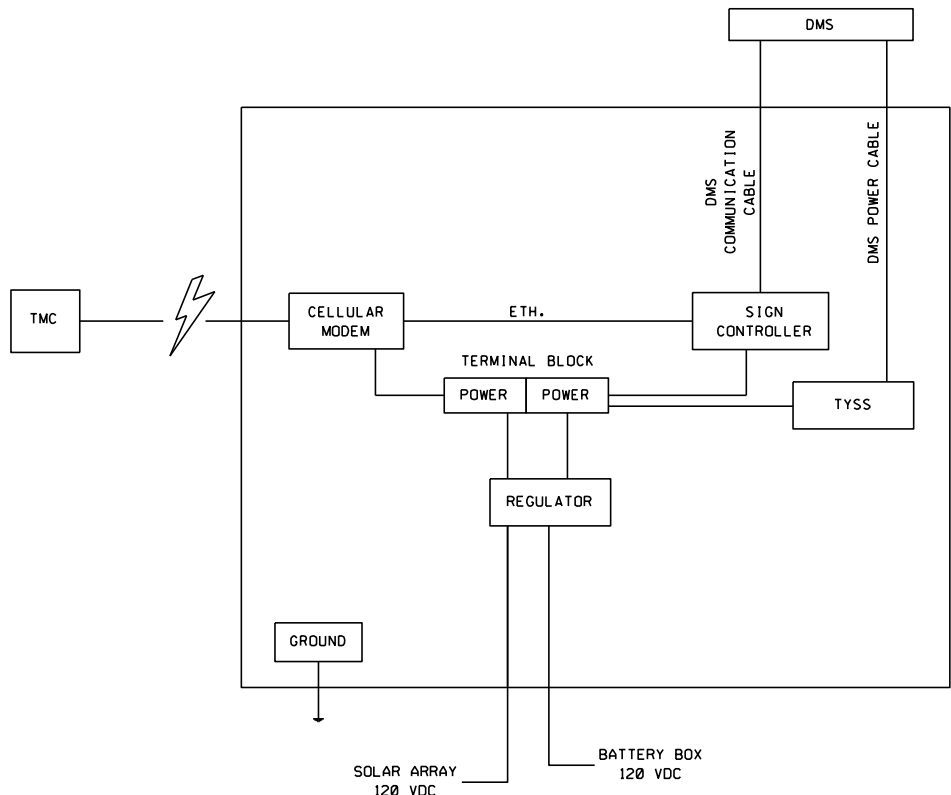 DMS
DMS
COMMUNICATION
CABLE
DMS POWER CABLE
TMC
CELLULAR
MODEM
ETH.
SIGN
CONTROLLER
TERMINAL BLOCK
POWER
POWER
TYSS
REGULATOR
GROUND
BATTERY BOX
120 VDC
SOLAR ARRAY
120 VDC